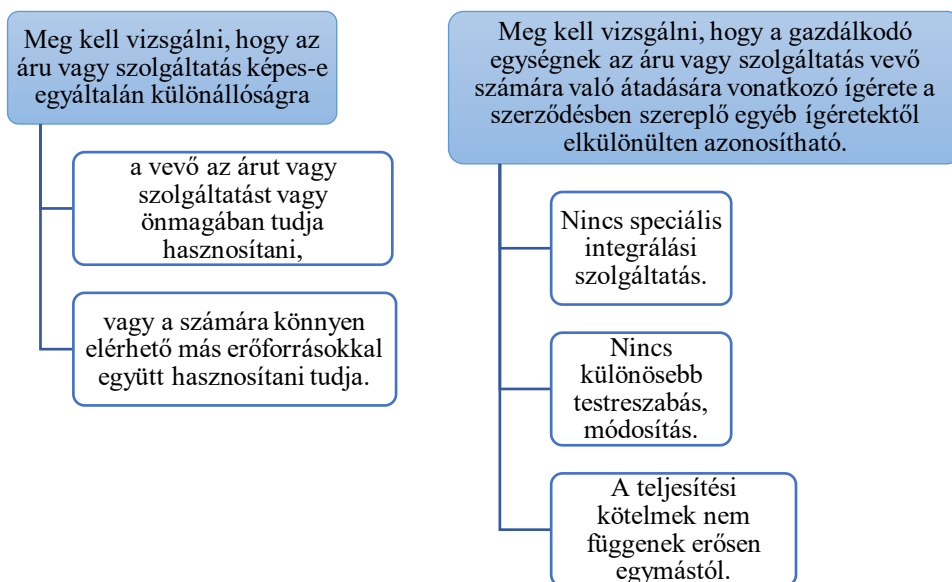 Meg kell vizsgálni, hogy az
áru vagy szolgáltatás képes-e
egyáltalán különállóságra
a vevő az árut vagy
szolgáltatást vagy
önmagában tudja
hasznosítani,
vagy a számára könnyen
elérhető más erőforrásokkal
együtt hasznosítani tudja.
Meg kell vizsgálni, hogy a gazdálkodó
egységnek az áru vagy szolgáltatás vevő
számára való átadására vonatkozó ígérete a
szerződésben szereplő egyéb ígéretektől
elkülönülten azonosítható.
Nincs speciális
integrálási
szolgáltatás.
Nincs
különösebb
testreszabás,
módosítás.
A teljesítési
kötelmek nem
függenek erősen
egymástól.